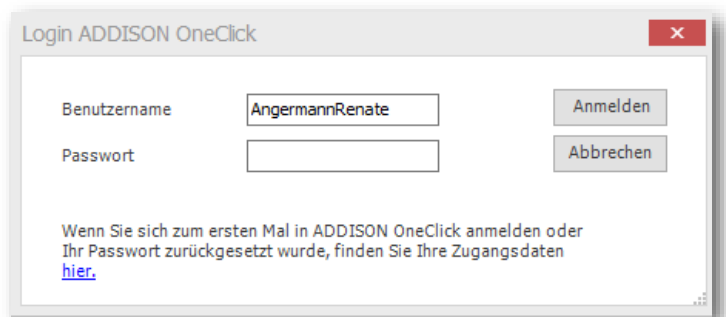 Login ADDISON OneClick
Benutzername
AngermannRenate
Anmelden
Passwort
Abbrechen
Wenn Sie sich zum ersten Mal in ADDISON OneClick anmelden oder
Ihr Passwort zurückgesetzt wurde, finden Sie Ihre Zugangsdaten
hier.